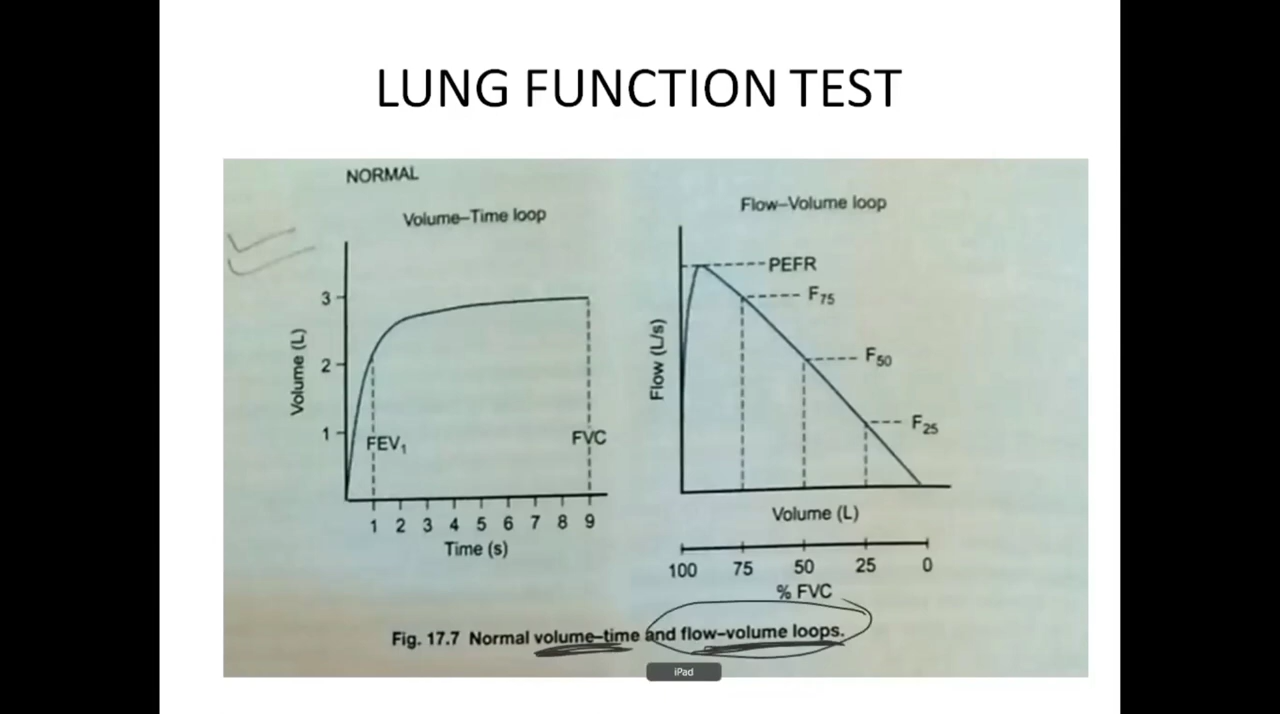 LUNG FUNCTION TEST
NORMAL
Volume–Time loop
Volume (L)
3
2
1
FEV1
FVC
1 2 3 4 5 6 7 8 9
Time (s)
Flow–Volume loop
Flow (L/s)
PEFR
F75
F50
F25
Volume (L)
100 75 50 25 0
% FVC
Fig. 17.7 Normal volume–time and flow–volume loops.
iPad